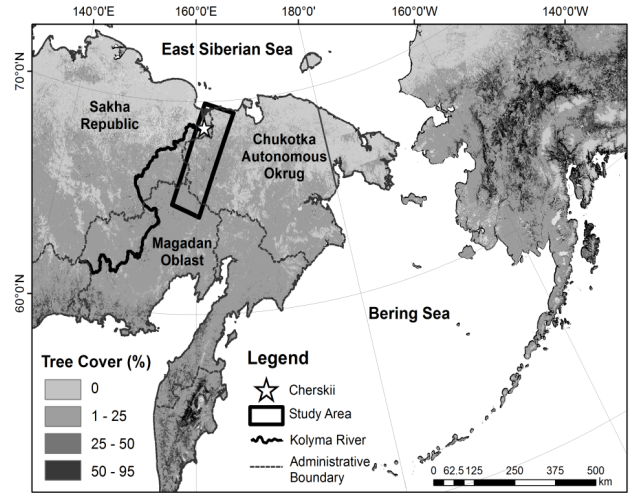 140°0'E 160°0'E 180°0' 160°0'W 140°0'W
70°0'N
60°0'N
East Siberian Sea
Sakha
Republic
Chukotka
Autonomous
Okrug
Magadan
Oblast
Bering Sea
Tree Cover (%)
0
1 - 25
25 - 50
50 - 95
Legend
Cherskii
Study Area
Kolyma River
Administrative
Boundary
0 62.5 125 250 375 500
km